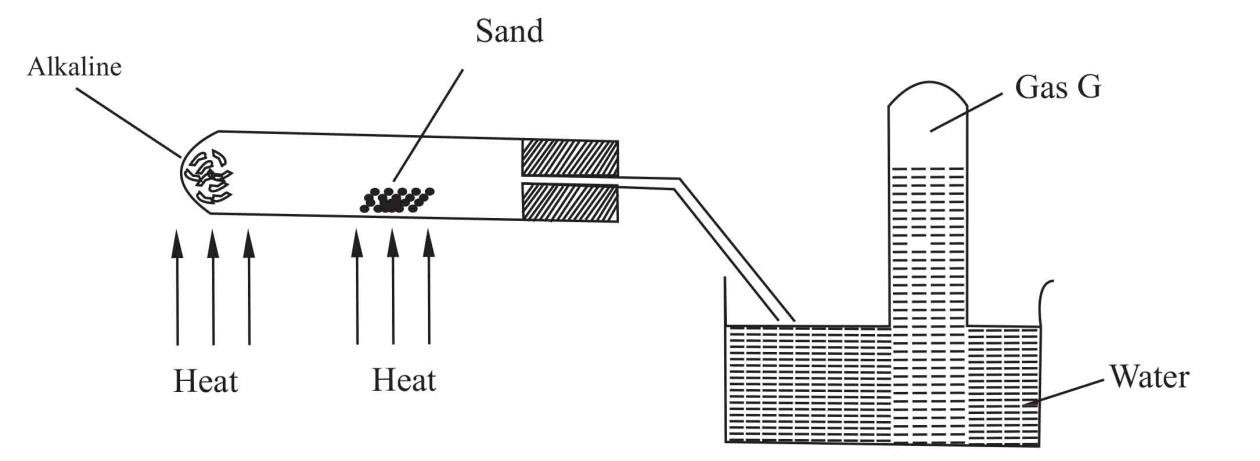 Sand
Alkaline
Gas G
Heat
Heat
Water